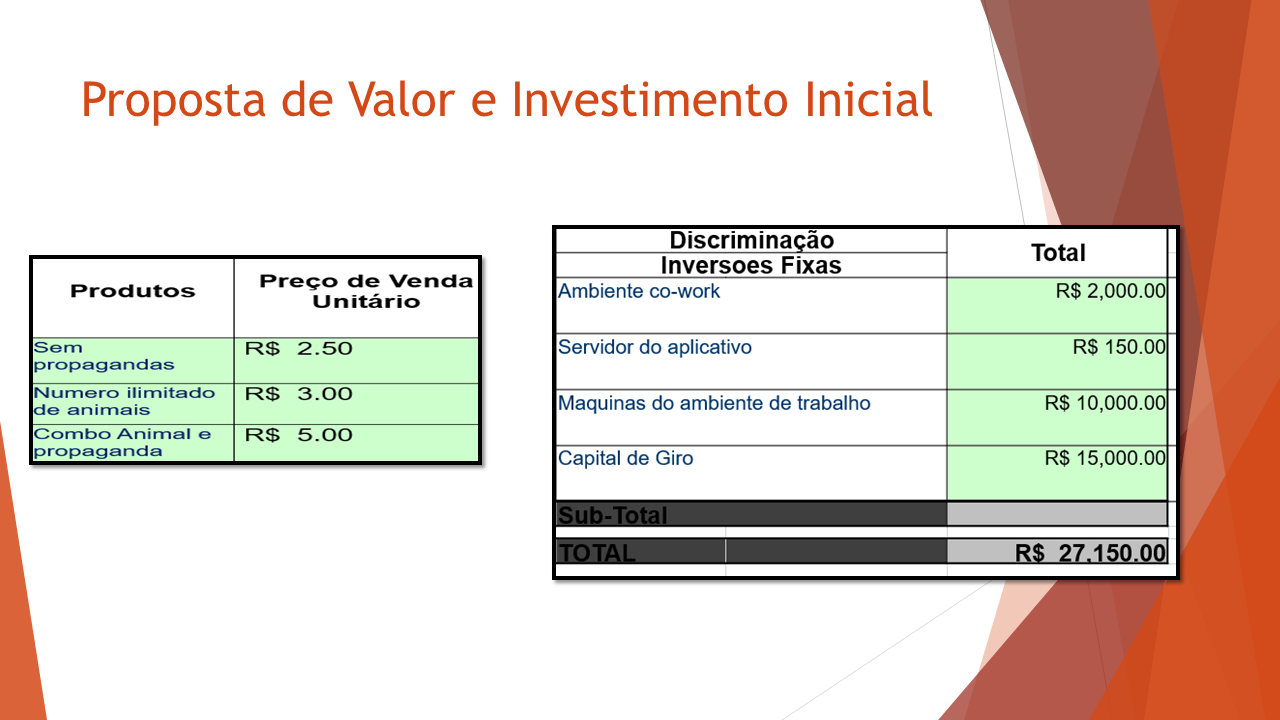 Proposta de Valor e Investimento Inicial
Produtos
Preço de Venda
Unitário
Sem
propagandas
R$ 2.50
Numero ilimitado
de animais
R$ 3.00
Combo Animal e
propaganda
R$ 5.00
Discriminação
Inversoes Fixas
Total
Ambiente co-work
R$ 2,000.00
Servidor do aplicativo
R$ 150.00
Maquinas do ambiente de trabalho
R$ 10,000.00
Capital de Giro
R$ 15,000.00
Sub-Total
TOTAL
R$ 27,150.00